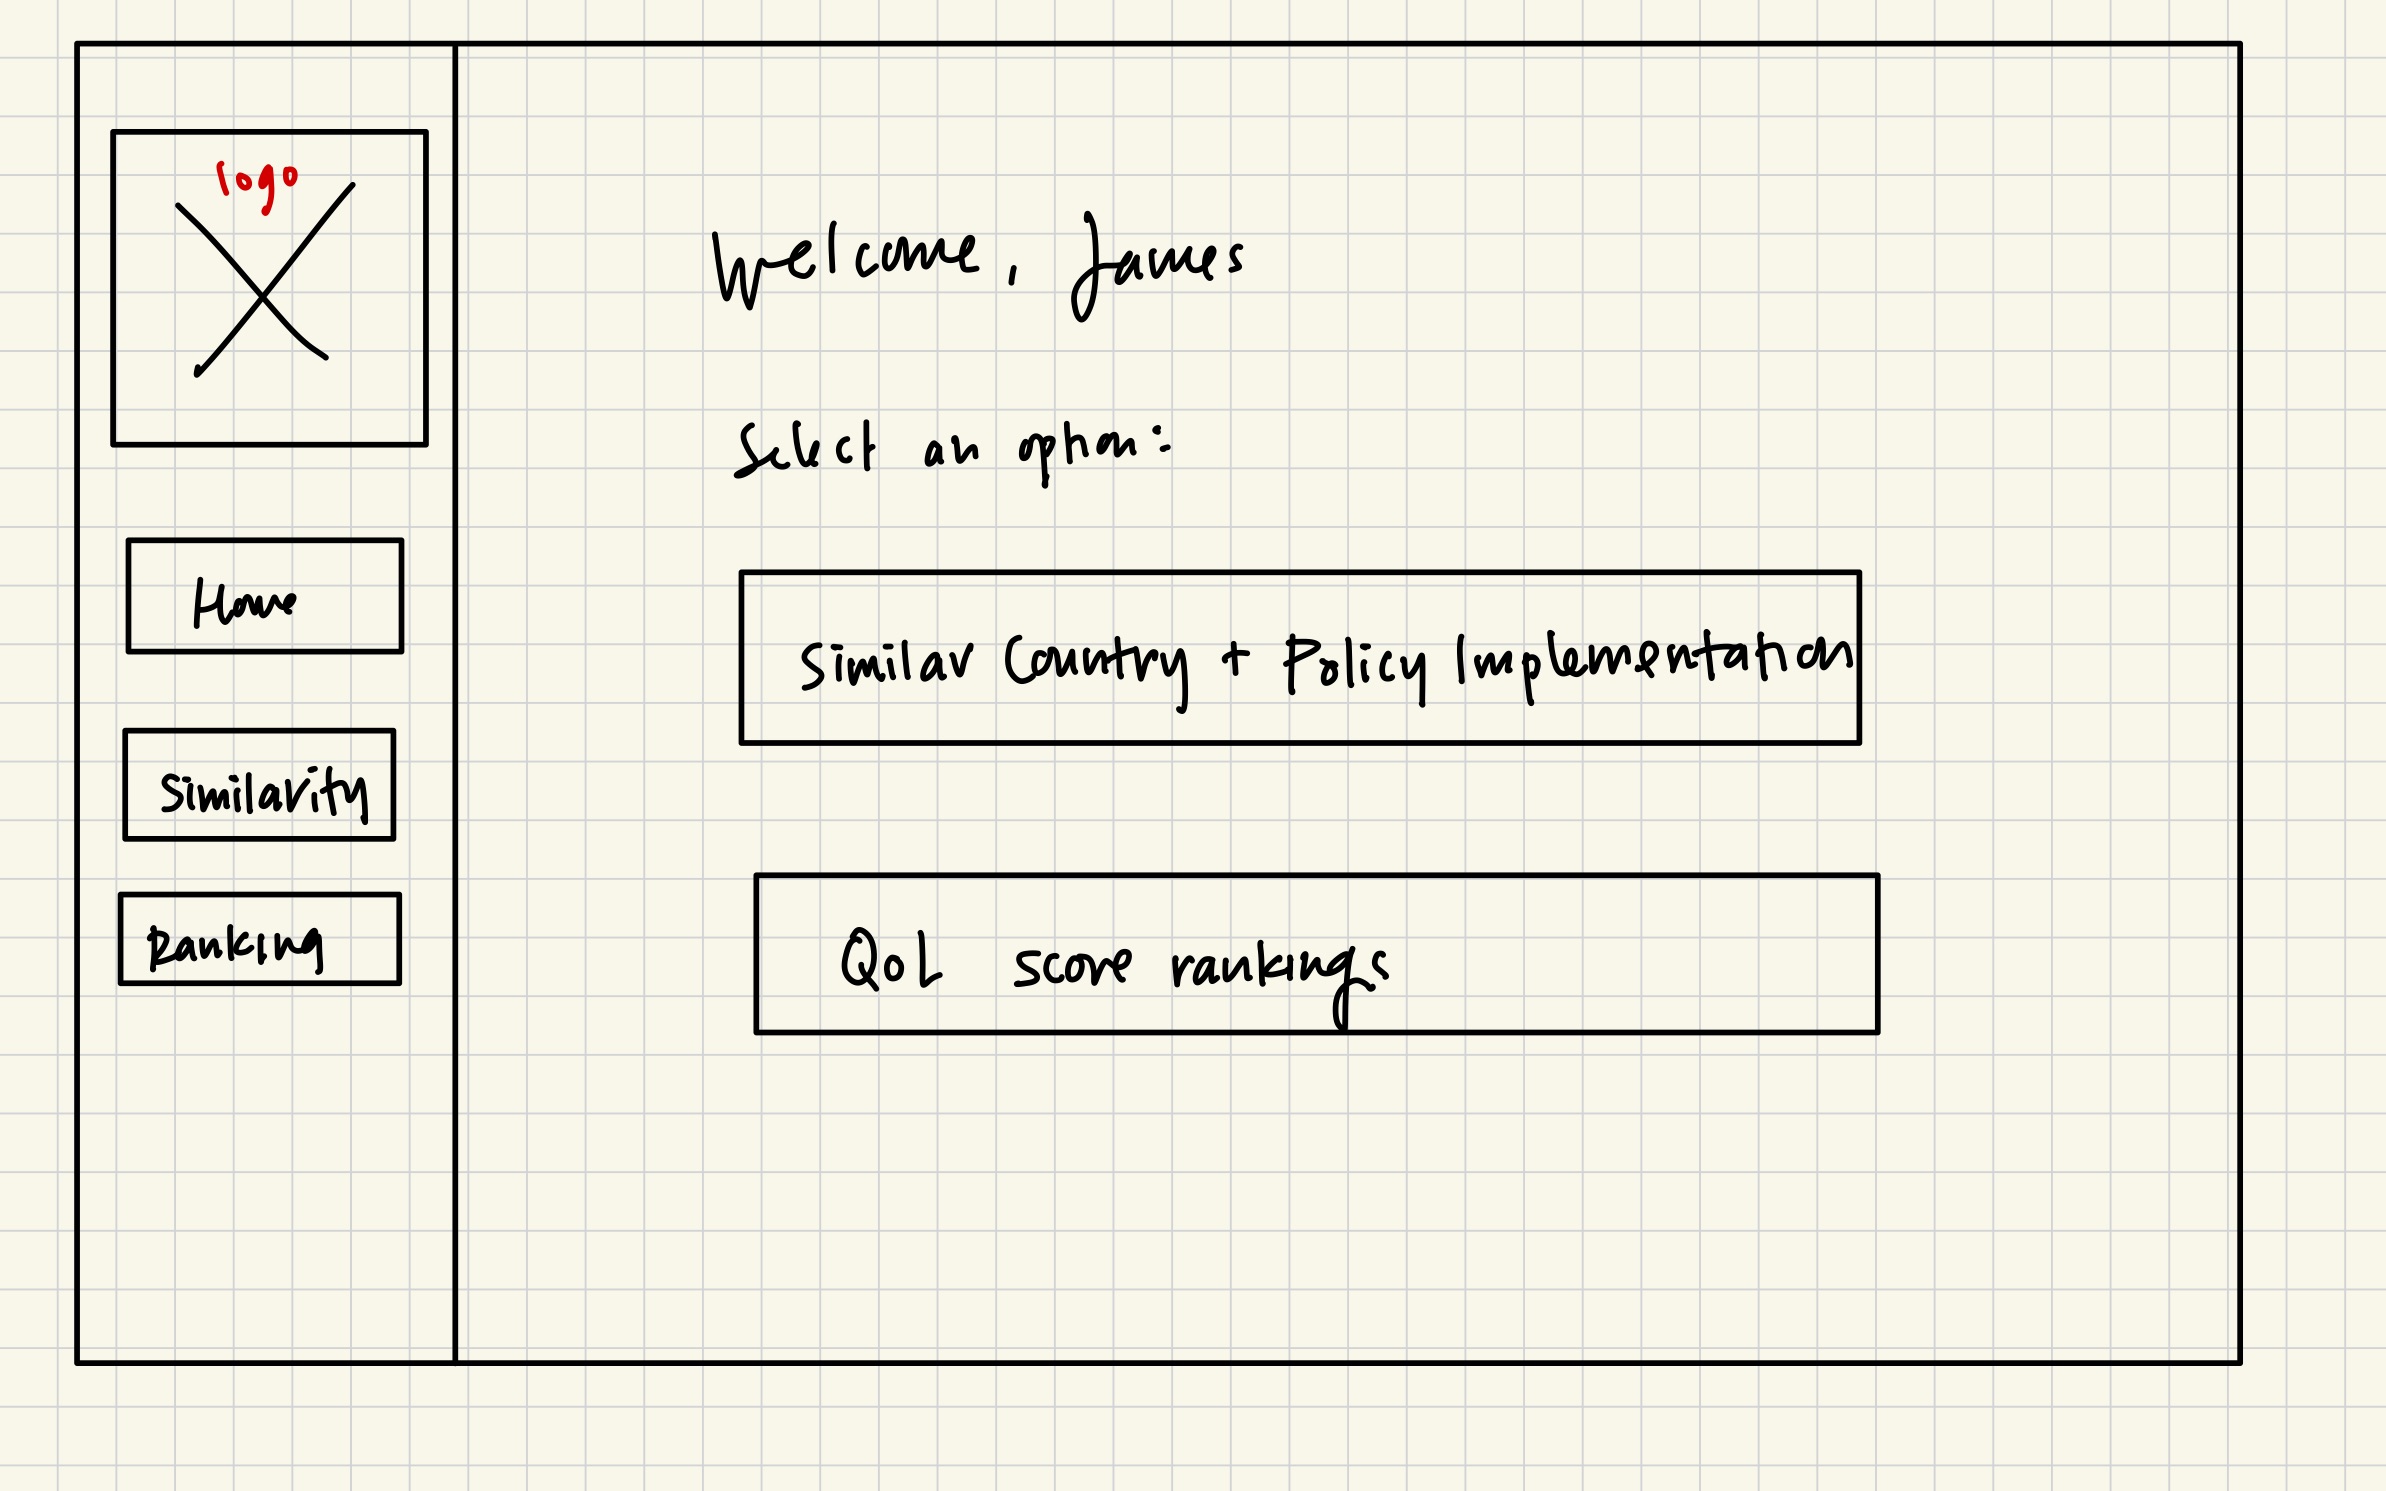 logo
Home
Similarity
Ranking
Welcome, James
Select an option:
Similar Country + Policy Implementation
QoL score rankings